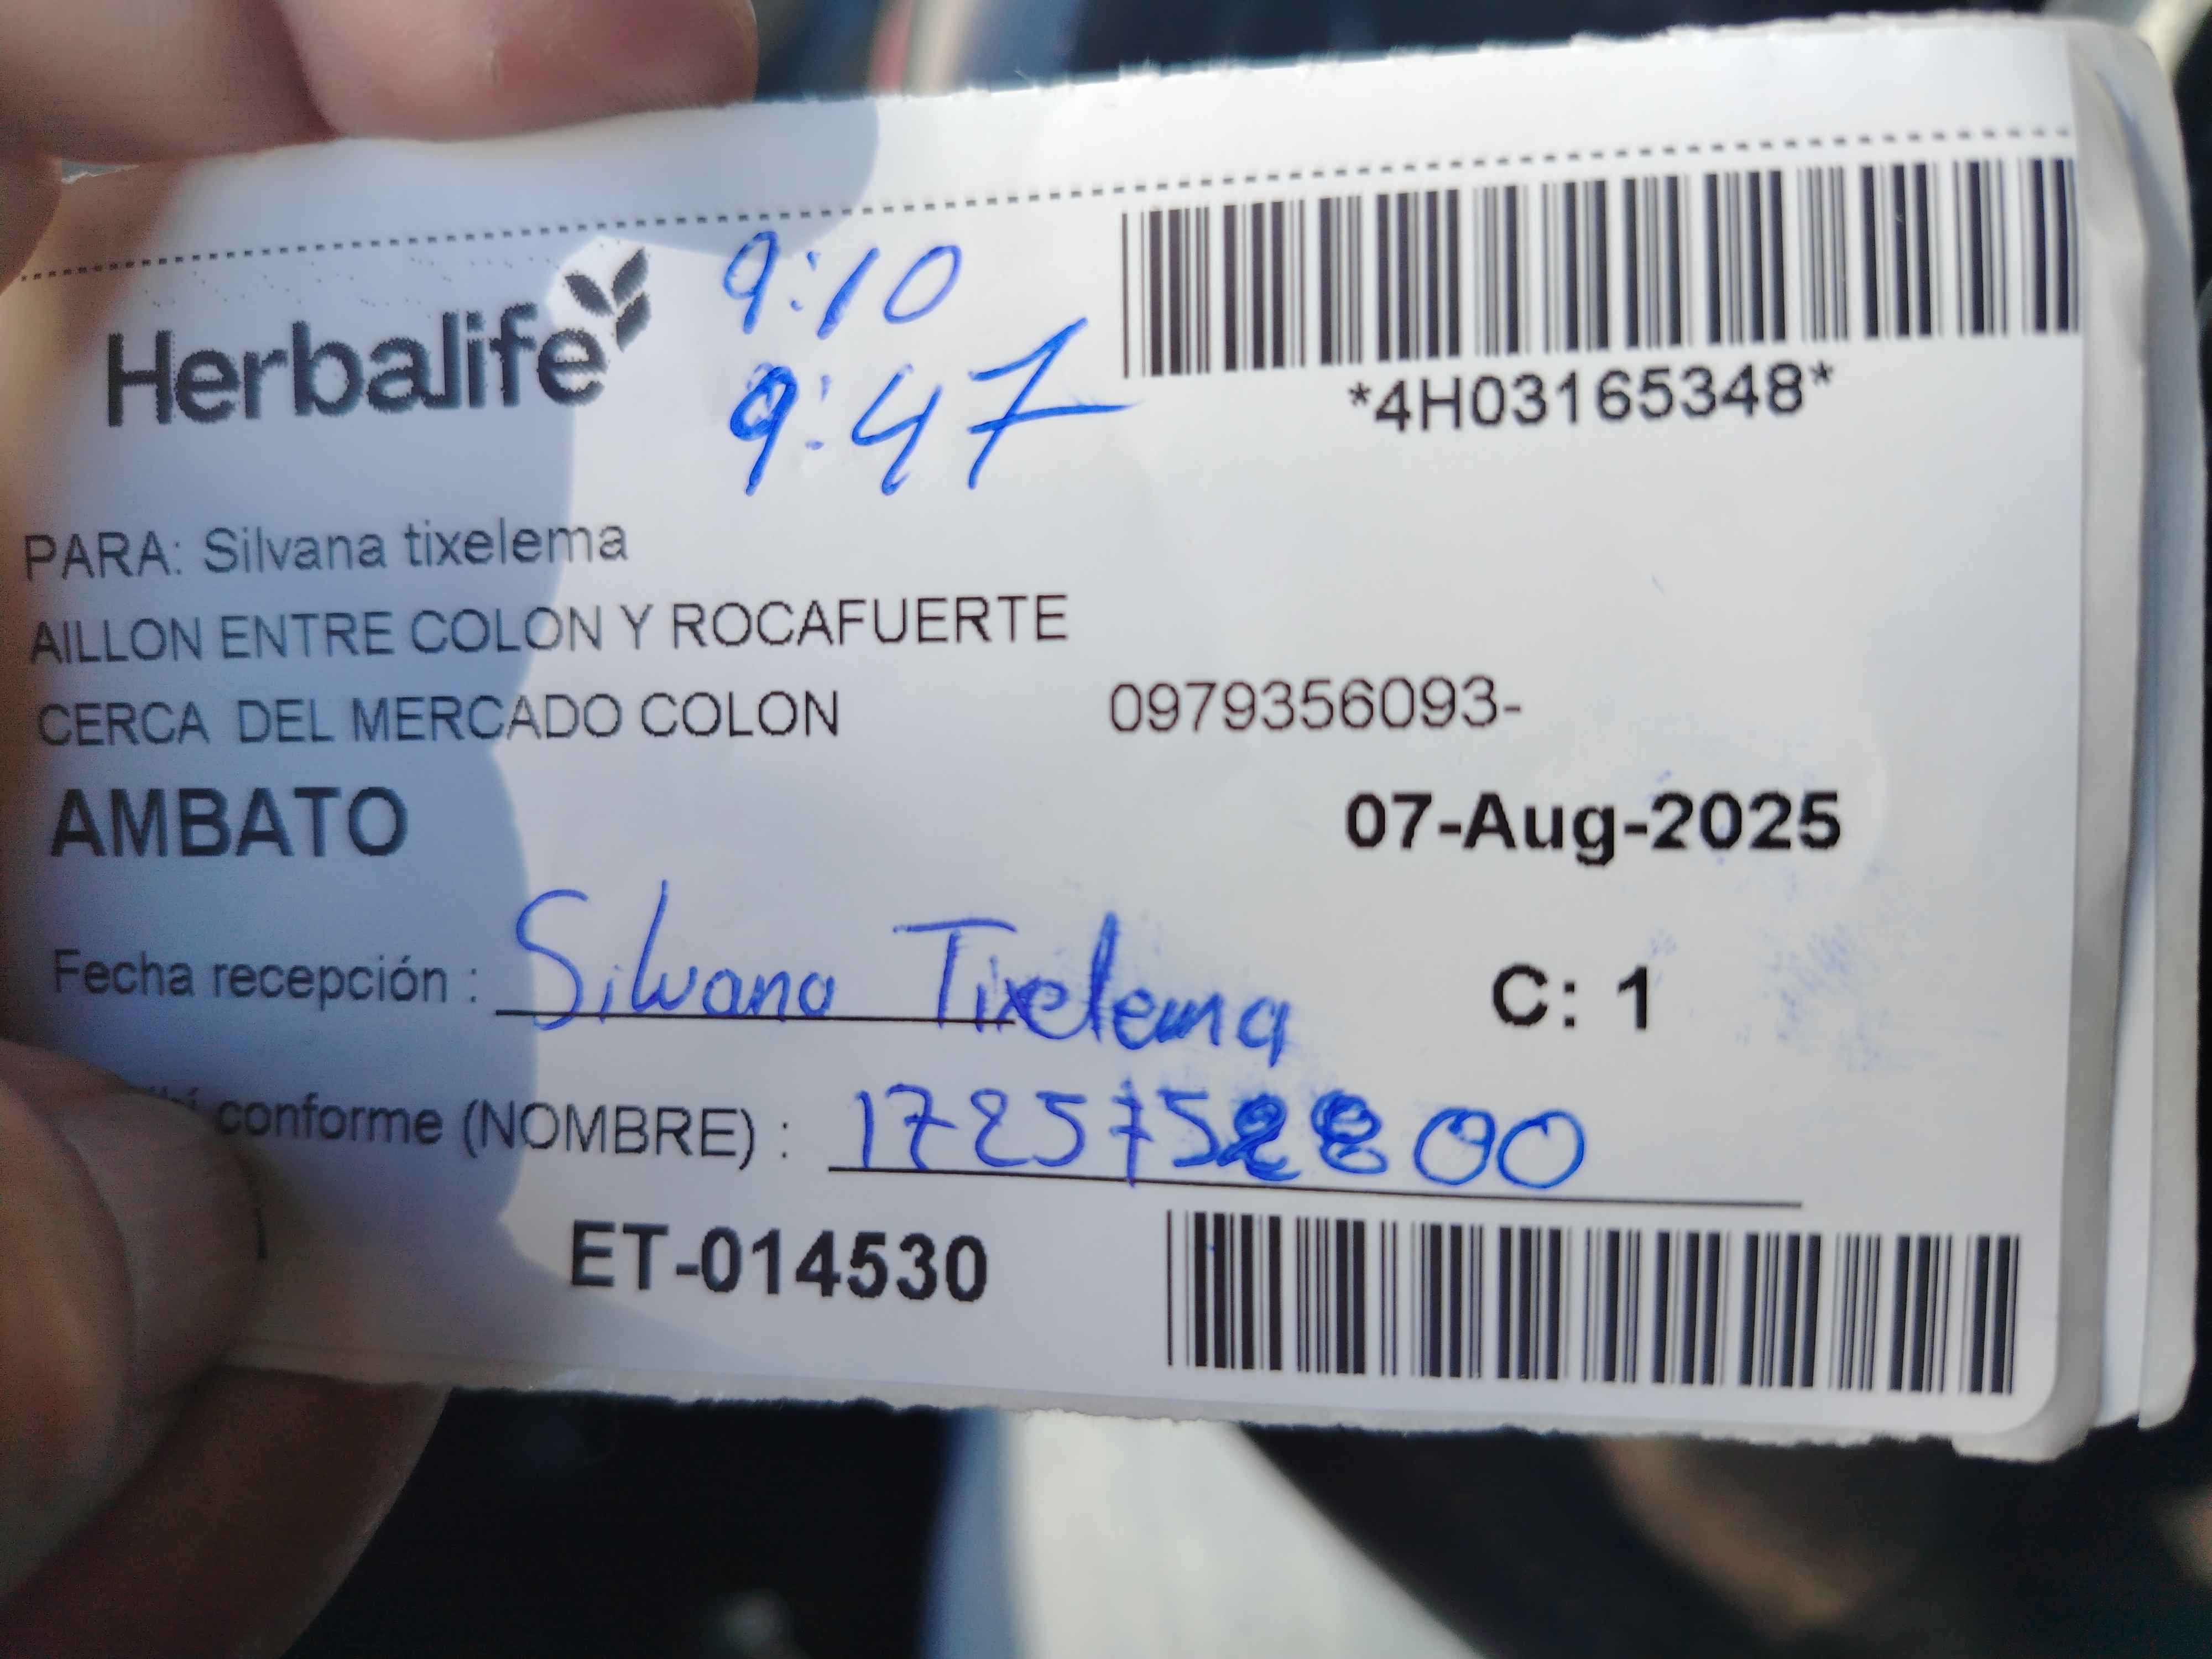 Herbalife
9:10
9:47
*4H03165348*
PARA: Silvana tixelema
AILLON ENTRE COLON Y ROCAFUERTE
CERCA DEL MERCADO COLON 0979356093-
AMBATO 07-Aug-2025
Fecha recepción : Silvana Tixelema C: 1
conforme (NOMBRE) :
ET-014530